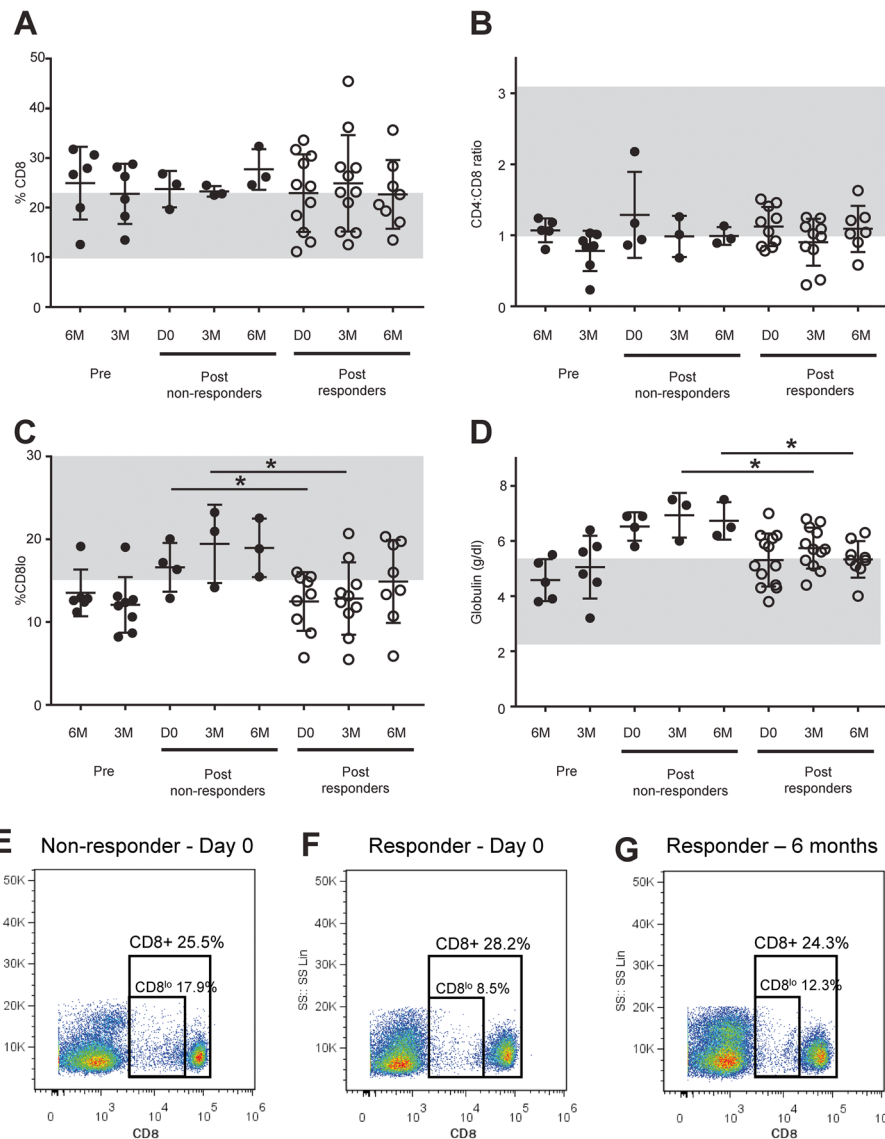 A
50
40
30
20
10
0
% CD8
6M 3M D0 3M 6M D0 3M 6M
Pre
Post
non-responders
Post
responders
B
3
2
1
0
CD4:CD8 ratio
6M 3M D0 3M 6M D0 3M 6M
Pre
Post
non-responders
Post
responders
C
30
20
10
0
%CD8lo
* *
6M 3M D0 3M 6M D0 3M 6M
Pre
Post
non-responders
Post
responders
D
8
6
4
2
0
Globulin (g/dl)
* *
6M 3M D0 3M 6M D0 3M 6M
Pre
Post
non-responders
Post
responders
E Non-responder - Day 0
50K
40K
30K
20K
10K
CD8+ 25.5%
CD8lo 17.9%
0 103 104 105 106
CD8
F Responder - Day 0
50K
40K
30K
20K
10K
SS:: SS Lin
CD8+ 28.2%
CD8lo 8.5%
0 103 104 105 106
CD8
G Responder – 6 months
50K
40K
30K
20K
10K
SS:: SS Lin
CD8+ 24.3%
CD8lo 12.3%
0 103 104 105 106
CD8